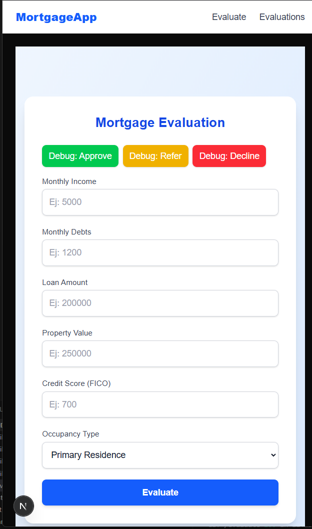 MortgageApp Evaluate Evaluations
Mortgage Evaluation
Debug: Approve Debug: Refer Debug: Decline
Monthly Income
Ej: 5000
Monthly Debts
Ej: 1200
Loan Amount
Ej: 200000
Property Value
Ej: 250000
Credit Score (FICO)
Ej: 700
Occupancy Type
Primary Residence
Evaluate
N